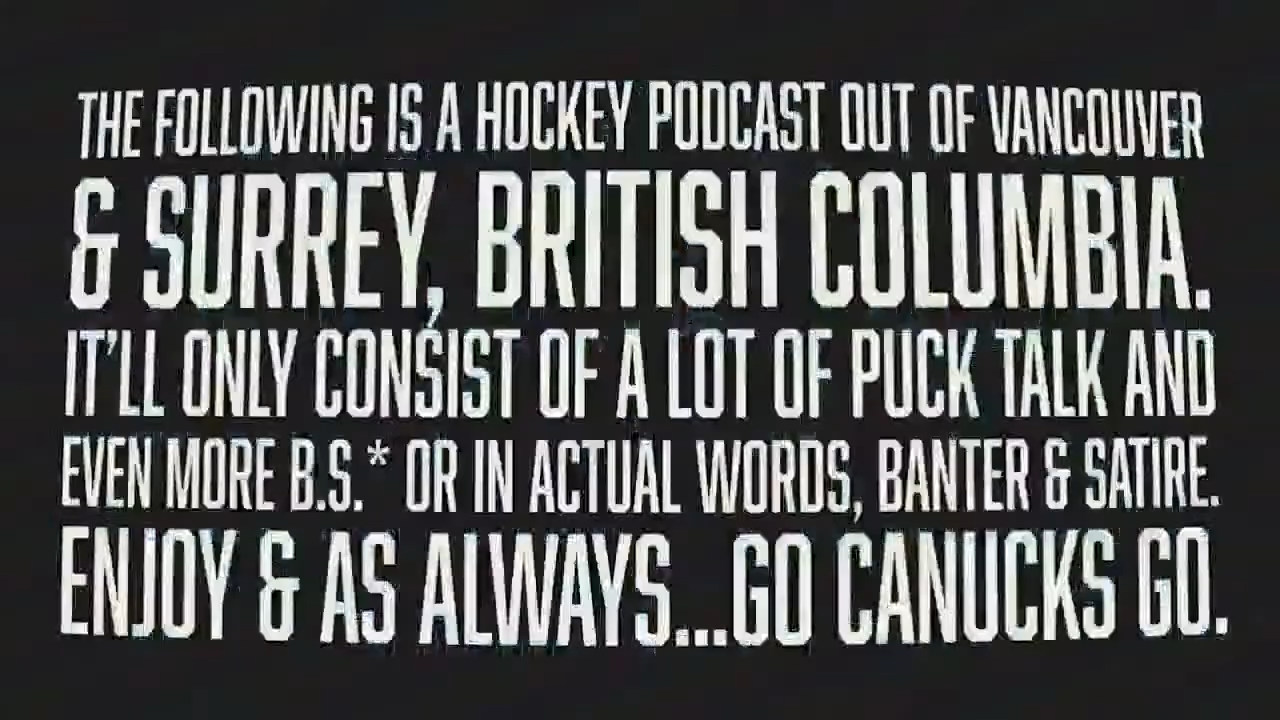 THE FOLLOWING IS A HOCKEY PODCAST OUT OF VANCOUVER
& SURREY, BRITISH COLUMBIA.
IT'LL ONLY CONSIST OF A LOT OF PUCK TALK AND
EVEN MORE B.S.* OR IN ACTUAL WORDS, BANTER & SATIRE.
ENJOY & AS ALWAYS...GO CANUCKS GO.